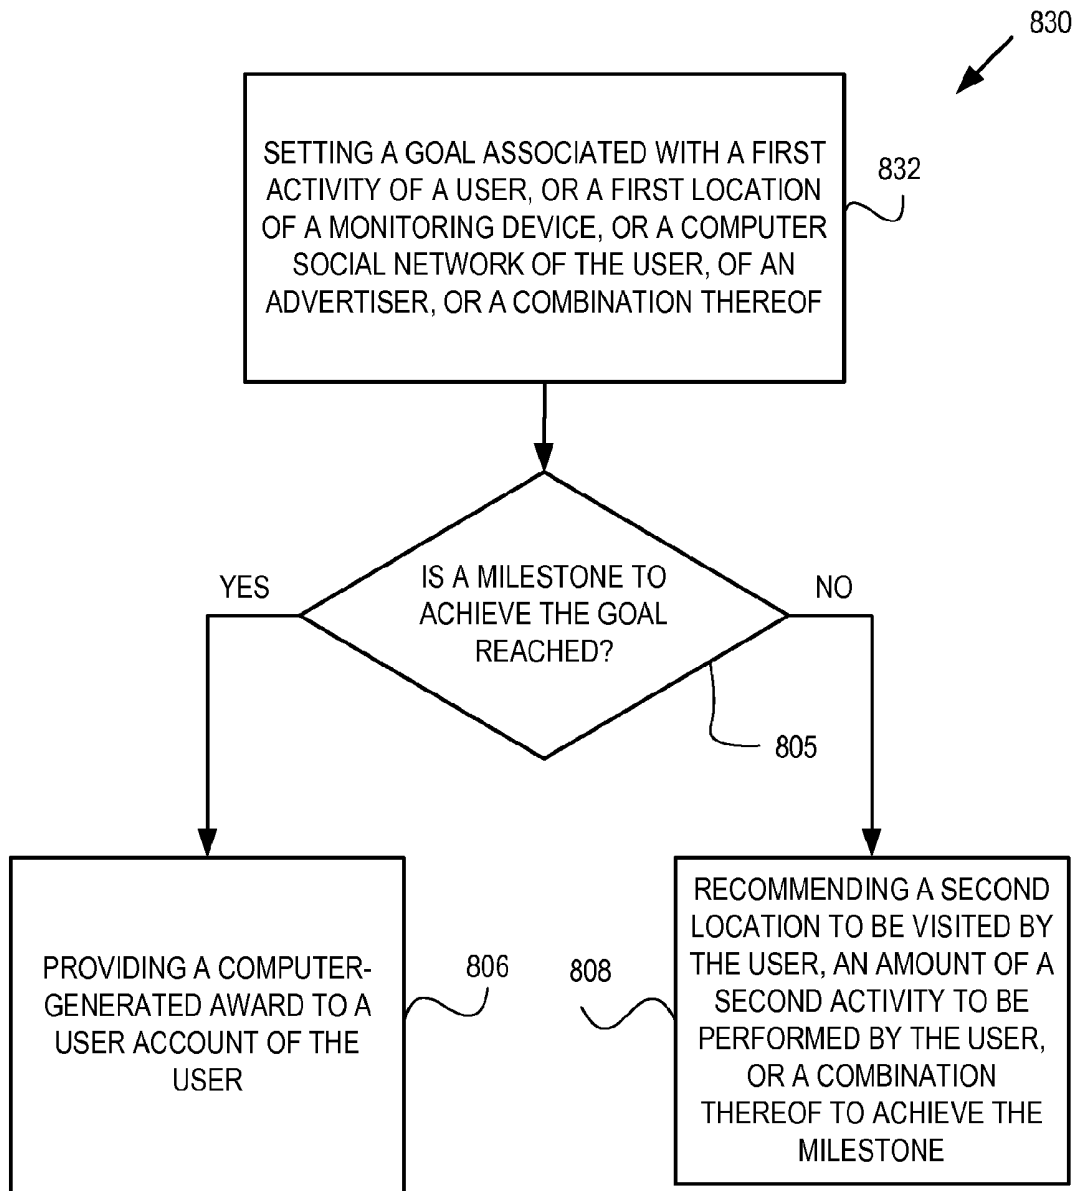 830
SETTING A GOAL ASSOCIATED WITH A FIRST
ACTIVITY OF A USER, OR A FIRST LOCATION
OF A MONITORING DEVICE, OR A COMPUTER
SOCIAL NETWORK OF THE USER, OF AN
ADVERTISER, OR A COMBINATION THEREOF
832
IS A MILESTONE TO
ACHIEVE THE GOAL
REACHED?
YES
NO
805
PROVIDING A COMPUTER-
GENERATED AWARD TO A
USER ACCOUNT OF THE
USER
806
808
RECOMMENDING A SECOND
LOCATION TO BE VISITED BY
THE USER, AN AMOUNT OF A
SECOND ACTIVITY TO BE
PERFORMED BY THE USER,
OR A COMBINATION
THEREOF TO ACHIEVE THE
MILESTONE